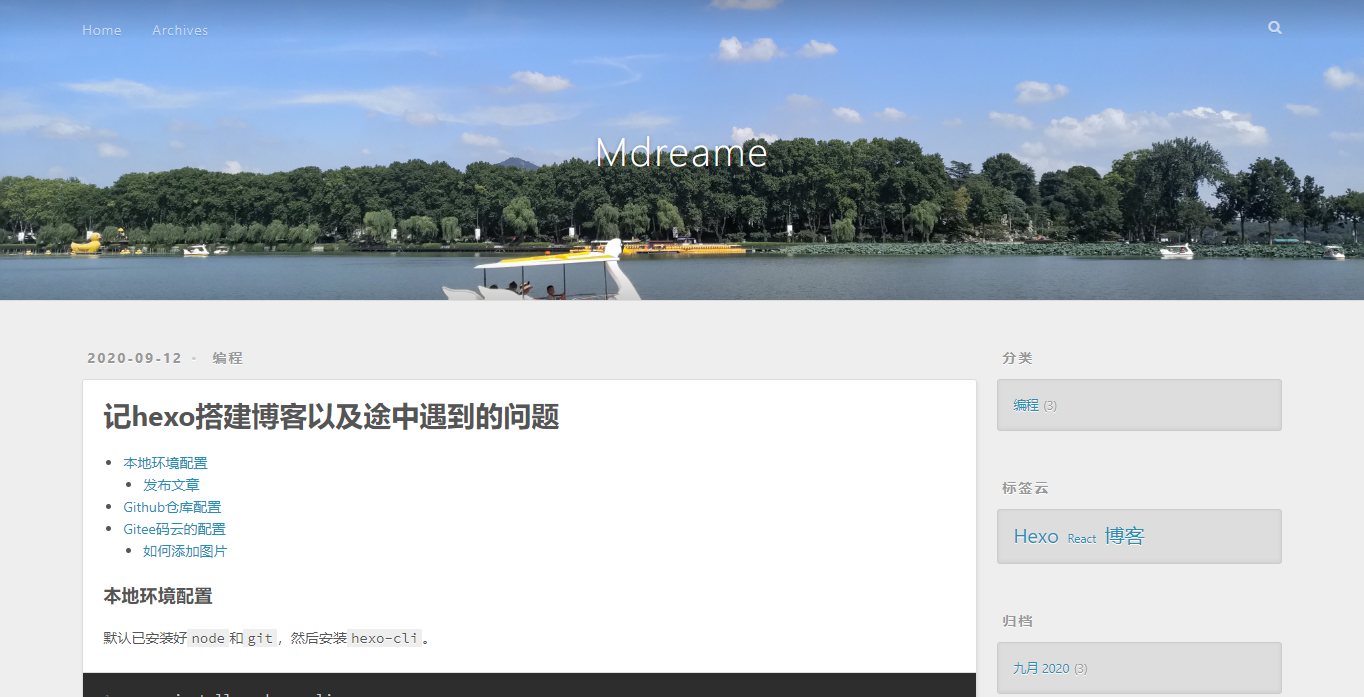 Home Archives
Mdreame
2020-09-12 • 编程
记hexo搭建博客以及途中遇到的问题
本地环境配置
发布文章
Github仓库配置
Gitee码云的配置
如何添加图片
本地环境配置
默认已安装好 node 和 git ，然后安装 hexo-cli 。
分类
编程 (3)
标签云
Hexo React 博客
归档
九月 2020 (3)